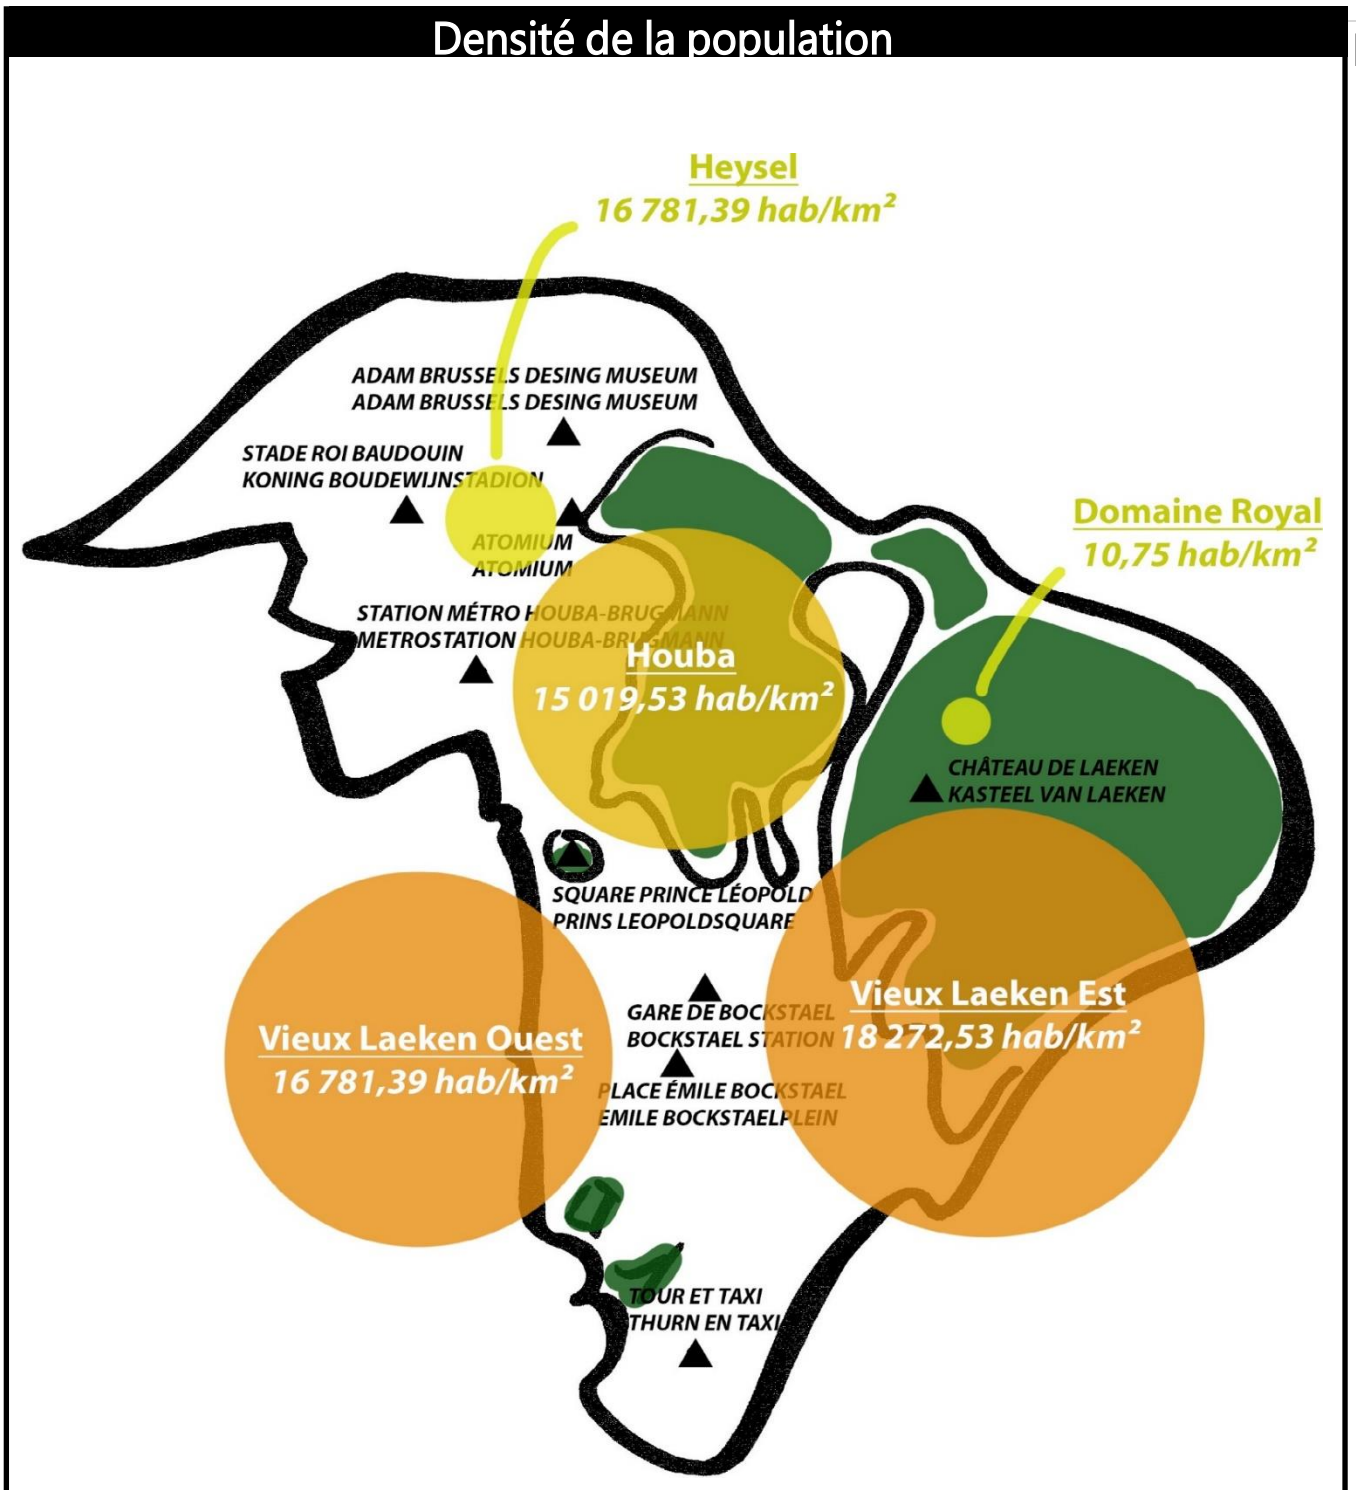 Densité de la population
Heysel
16 781,39 hab/km²
ADAM BRUSSELS DESING MUSEUM
ADAM BRUSSELS DESING MUSEUM
STADE ROI BAUDOUIN
KONING BOUDEWIJNSTADION
Domaine Royal
10,75 hab/km²
ATOMIUM
ATOMIUM
STATION MÉTRO HOUBA-BRUGMANN
METROSTATION HOUBA-BRUGMANN
Houba
15 019,53 hab/km²
CHÂTEAU DE LAEKEN
KASTEEL VAN LAEKEN
SQUARE PRINCE LÉOPOLD
PRINS LEOPOLDSQUARE
Vieux Laeken Est
18 272,53 hab/km²
GARE DE BOCKSTAEL
BOCKSTAEL STATION
Vieux Laeken Ouest
16 781,39 hab/km²
PLACE ÉMILE BOCKSTAEL
EMILE BOCKSTAELPLEIN
TOUR ET TAXI
THURN EN TAXI